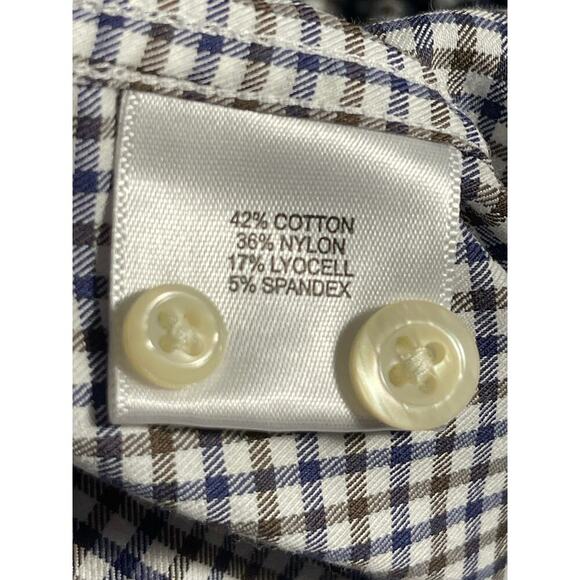 42% COTTON
36% NYLON
17% LYOCELL
5% SPANDEX